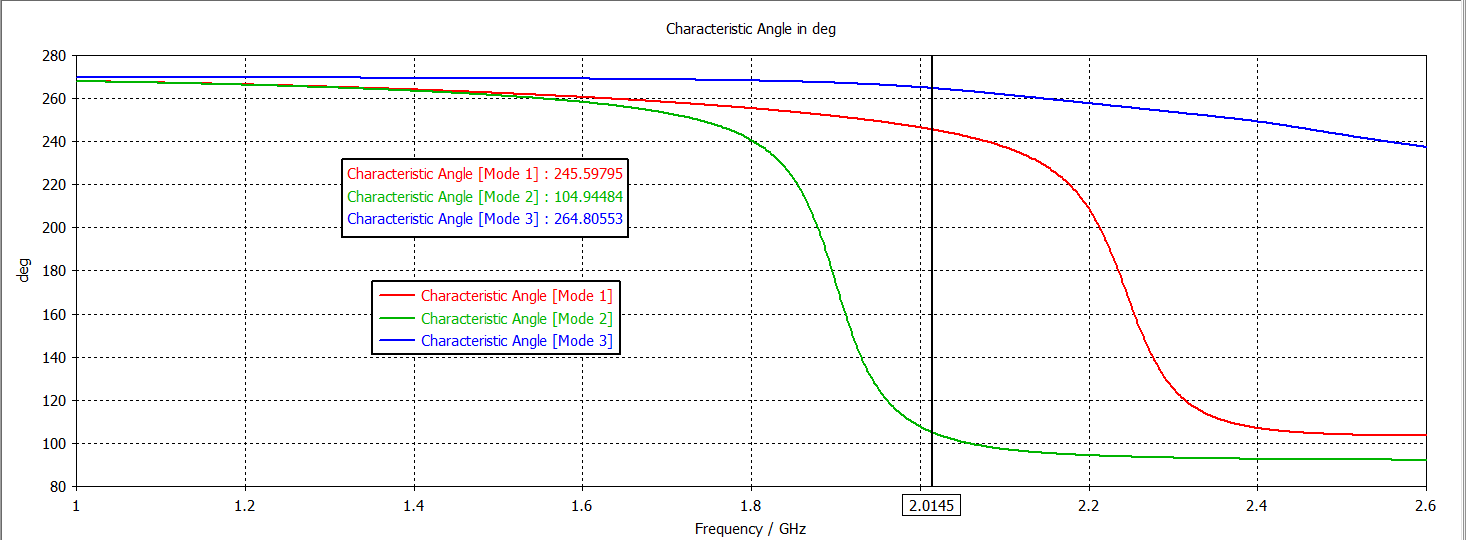 Characteristic Angle in deg
280
260
240
220
200
180
160
140
120
100
80
deg
Characteristic Angle [Mode 1] : 245.59795
Characteristic Angle [Mode 2] : 104.94484
Characteristic Angle [Mode 3] : 264.80553
Characteristic Angle [Mode 1]
Characteristic Angle [Mode 2]
Characteristic Angle [Mode 3]
1 1.2 1.4 1.6 1.8 2.0145 2.2 2.4 2.6
Frequency / GHz